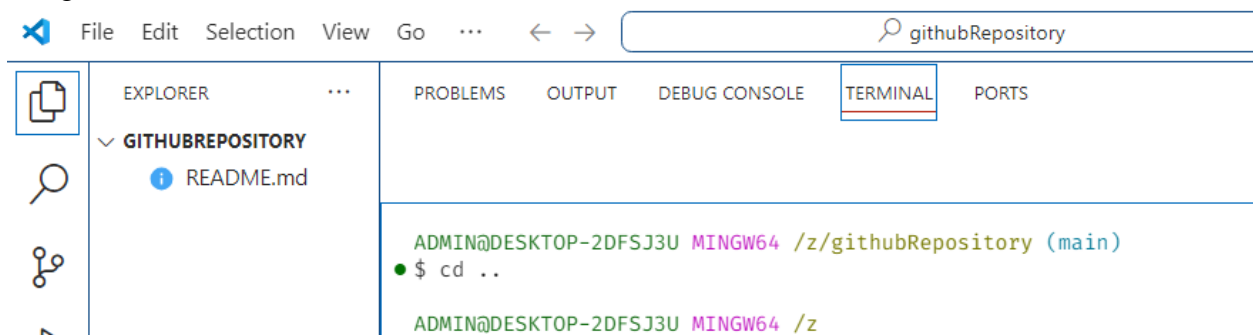 File Edit Selection View Go ··· ← → githubRepository
EXPLORER ···
GITHUBREPOSITORY
README.md
PROBLEMS OUTPUT DEBUG CONSOLE TERMINAL PORTS
ADMIN@DESKTOP-2DFSJ3U MINGW64 /z/githubRepository (main)
$ cd ..
ADMIN@DESKTOP-2DFSJ3U MINGW64 /z